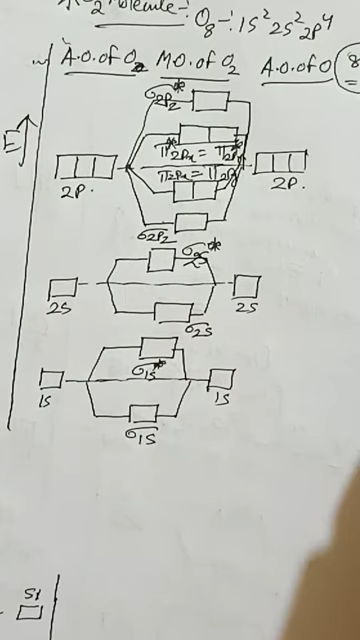 O₂ Molecule:- O₈ -: 1S² 2S² 2P⁴
A.O. of O₂ M.O. of O₂ A.O. of O (8
E
σ*2Pz
π*2Px = π*2Py
π2Px = π2Py
2P. 2P.
σ2Pz
σ*2S
2S 2S
σ2S
σ*1S
1S 1S
σ1S